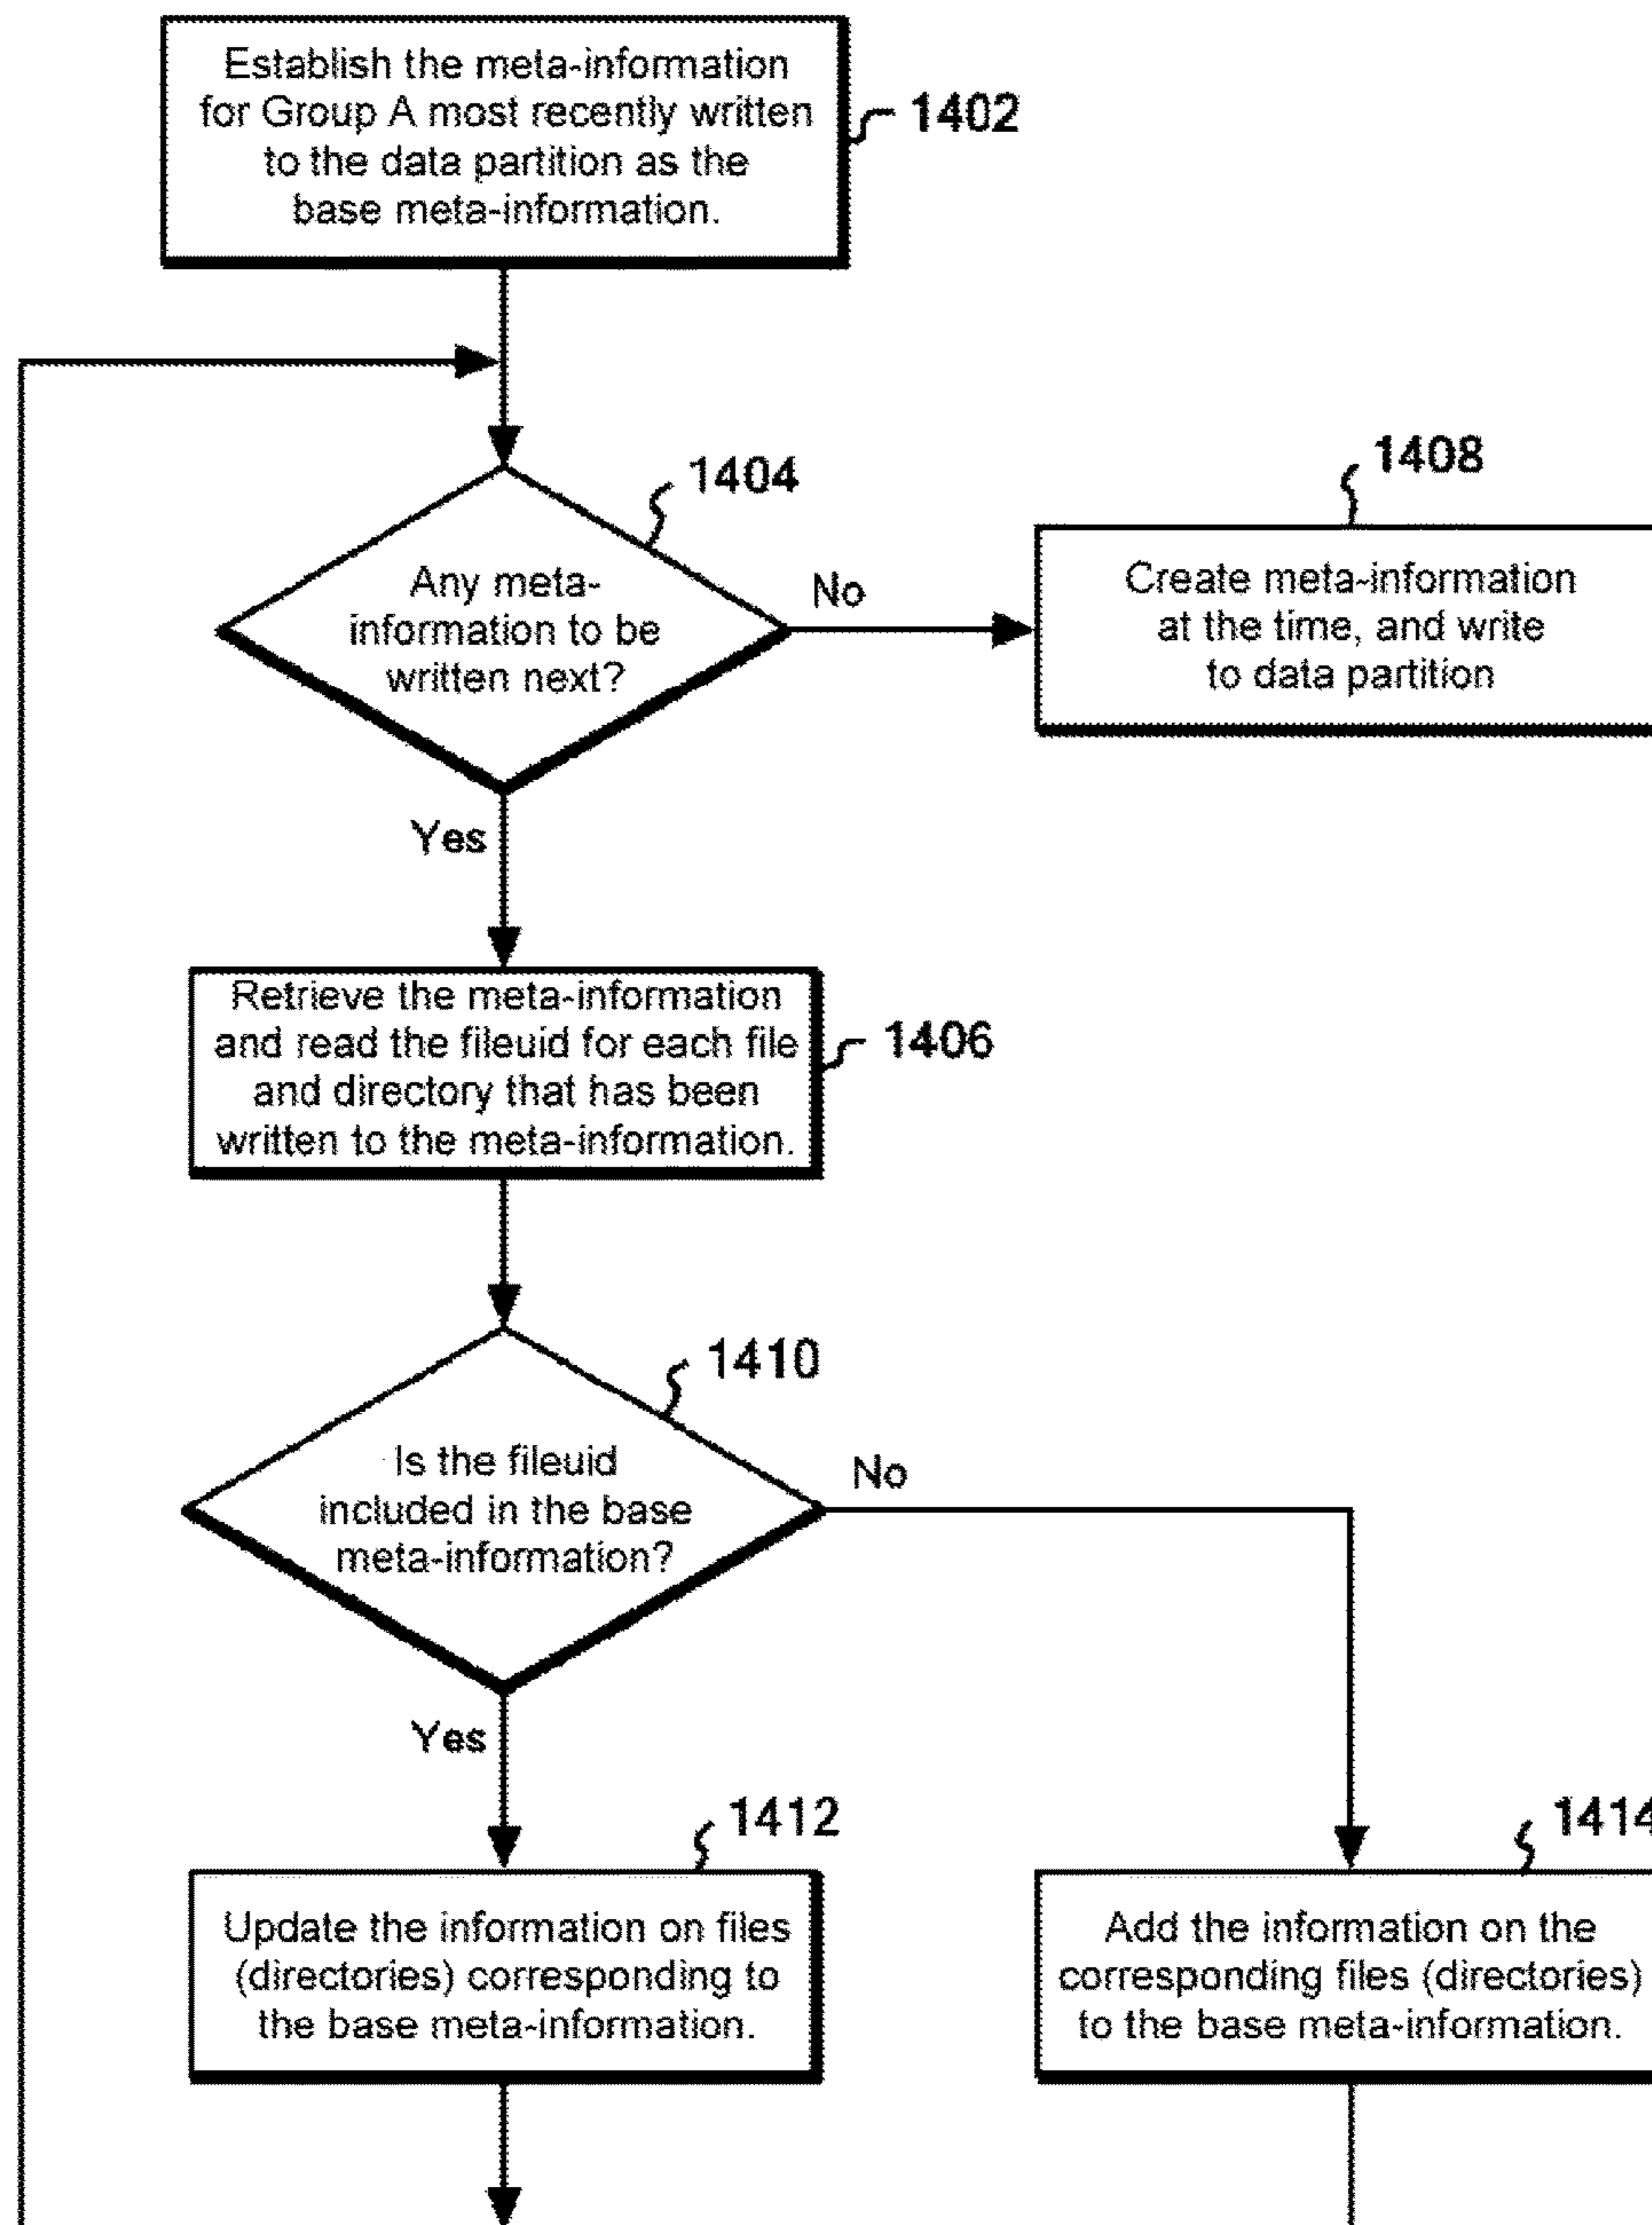 Establish the meta-information
for Group A most recently written
to the data partition as the
base meta-information.
1402
1404
Any meta-
information to be
written next?
No
1408
Create meta-information
at the time, and write
to data partition
Yes
Retrieve the meta-information
and read the fileuid for each file
and directory that has been
written to the meta-information.
1406
1410
Is the fileuid
included in the base
meta-information?
No
Yes
1412
Update the information on files
(directories) corresponding to
the base meta-information.
1414
Add the information on the
corresponding files (directories)
to the base meta-information.